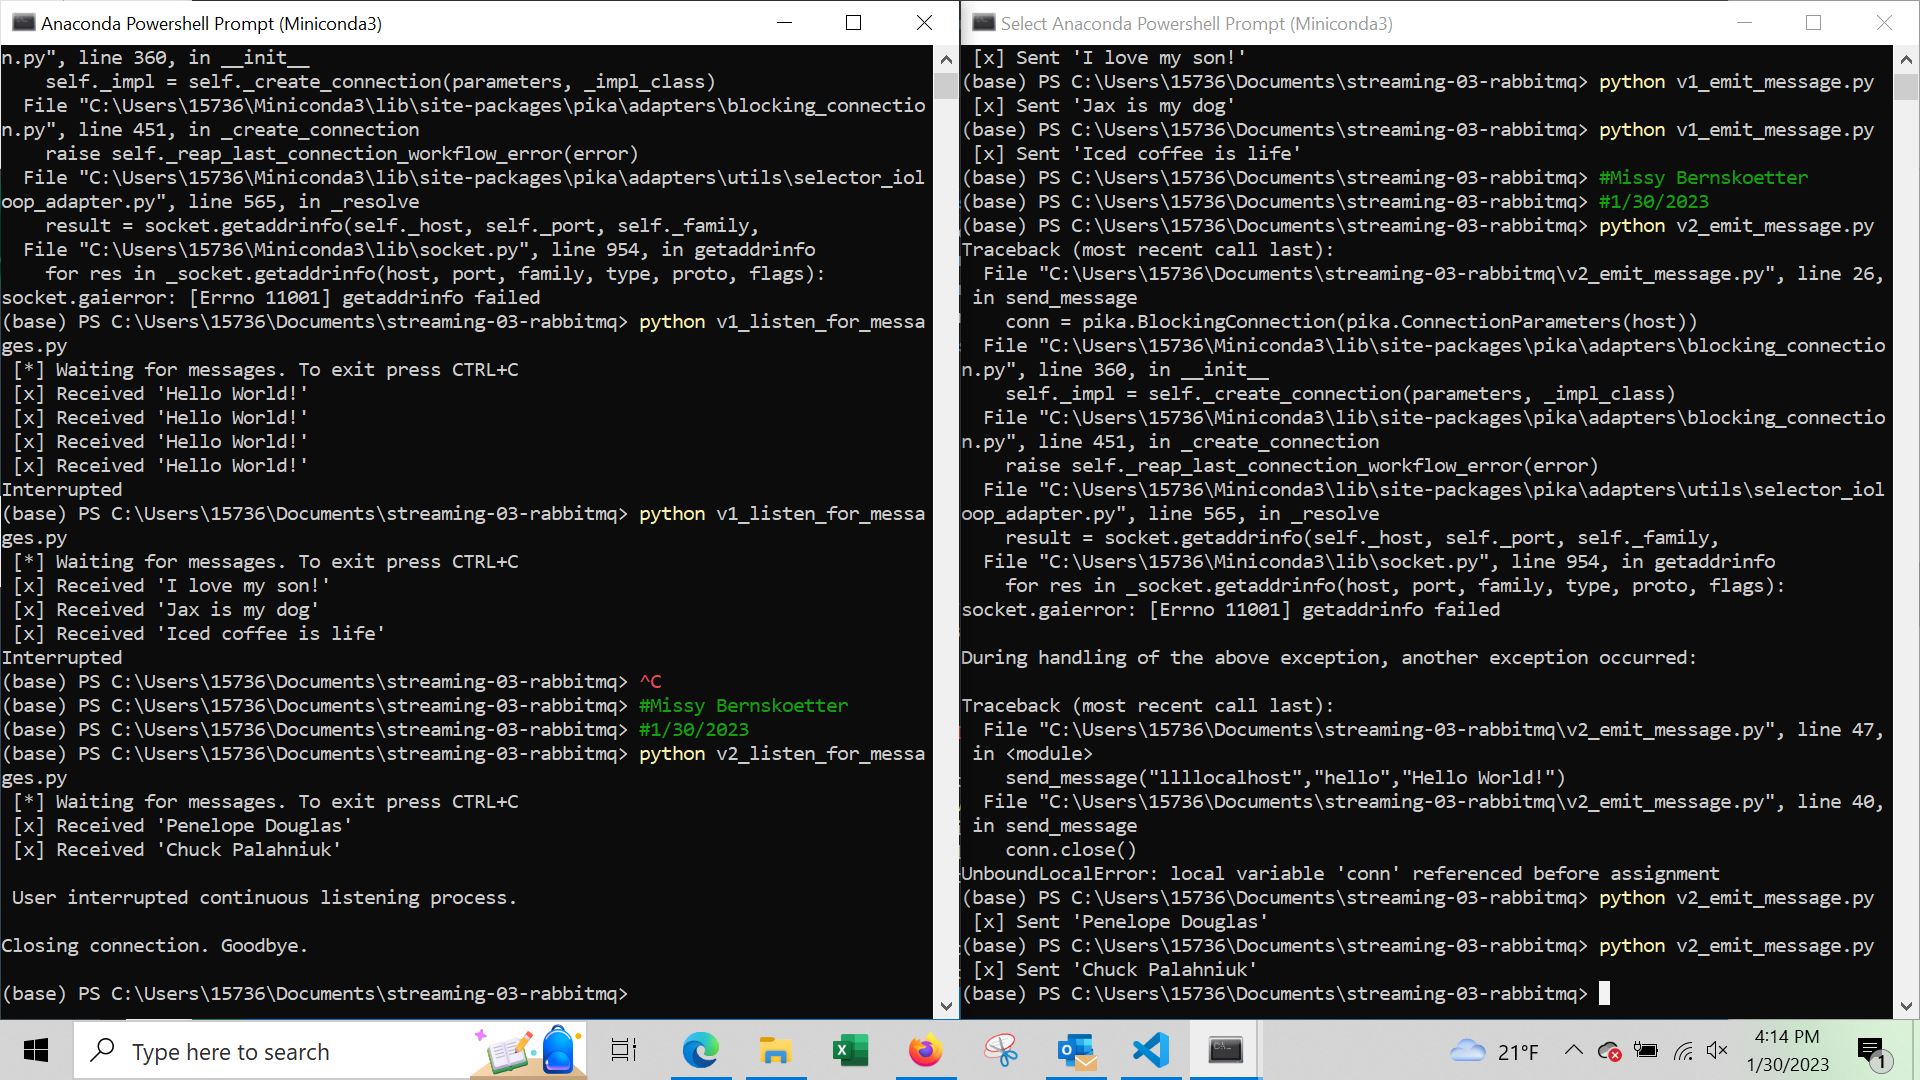 Anaconda Powershell Prompt (Miniconda3)
n.py", line 360, in __init__
    self._impl = self._create_connection(parameters, _impl_class)
  File "C:\Users\15736\Miniconda3\lib\site-packages\pika\adapters\blocking_connectio
n.py", line 451, in _create_connection
    raise self._reap_last_connection_workflow_error(error)
  File "C:\Users\15736\Miniconda3\lib\site-packages\pika\adapters\utils\selector_iol
oop_adapter.py", line 565, in _resolve
    result = socket.getaddrinfo(self._host, self._port, self._family,
  File "C:\Users\15736\Miniconda3\lib\socket.py", line 954, in getaddrinfo
    for res in _socket.getaddrinfo(host, port, family, type, proto, flags):
socket.gaierror: [Errno 11001] getaddrinfo failed
(base) PS C:\Users\15736\Documents\streaming-03-rabbitmq> python v1_listen_for_messa
ges.py
 [*] Waiting for messages. To exit press CTRL+C
 [x] Received 'Hello World!'
 [x] Received 'Hello World!'
 [x] Received 'Hello World!'
 [x] Received 'Hello World!'
Interrupted
(base) PS C:\Users\15736\Documents\streaming-03-rabbitmq> python v1_listen_for_messa
ges.py
 [*] Waiting for messages. To exit press CTRL+C
 [x] Received 'I love my son!'
 [x] Received 'Jax is my dog'
 [x] Received 'Iced coffee is life'
Interrupted
(base) PS C:\Users\15736\Documents\streaming-03-rabbitmq> ^C
(base) PS C:\Users\15736\Documents\streaming-03-rabbitmq> #Missy Bernskoetter
(base) PS C:\Users\15736\Documents\streaming-03-rabbitmq> #1/30/2023
(base) PS C:\Users\15736\Documents\streaming-03-rabbitmq> python v2_listen_for_messa
ges.py
 [*] Waiting for messages. To exit press CTRL+C
 [x] Received 'Penelope Douglas'
 [x] Received 'Chuck Palahniuk'
 User interrupted continuous listening process.
Closing connection. Goodbye.
(base) PS C:\Users\15736\Documents\streaming-03-rabbitmq>
Select Anaconda Powershell Prompt (Miniconda3)
 [x] Sent 'I love my son!'
(base) PS C:\Users\15736\Documents\streaming-03-rabbitmq> python v1_emit_message.py
 [x] Sent 'Jax is my dog'
(base) PS C:\Users\15736\Documents\streaming-03-rabbitmq> python v1_emit_message.py
 [x] Sent 'Iced coffee is life'
(base) PS C:\Users\15736\Documents\streaming-03-rabbitmq> #Missy Bernskoetter
(base) PS C:\Users\15736\Documents\streaming-03-rabbitmq> #1/30/2023
(base) PS C:\Users\15736\Documents\streaming-03-rabbitmq> python v2_emit_message.py
Traceback (most recent call last):
  File "C:\Users\15736\Documents\streaming-03-rabbitmq\v2_emit_message.py", line 26,
 in send_message
    conn = pika.BlockingConnection(pika.ConnectionParameters(host))
  File "C:\Users\15736\Miniconda3\lib\site-packages\pika\adapters\blocking_connectio
n.py", line 360, in __init__
    self._impl = self._create_connection(parameters, _impl_class)
  File "C:\Users\15736\Miniconda3\lib\site-packages\pika\adapters\blocking_connectio
n.py", line 451, in _create_connection
    raise self._reap_last_connection_workflow_error(error)
  File "C:\Users\15736\Miniconda3\lib\site-packages\pika\adapters\utils\selector_iol
oop_adapter.py", line 565, in _resolve
    result = socket.getaddrinfo(self._host, self._port, self._family,
  File "C:\Users\15736\Miniconda3\lib\socket.py", line 954, in getaddrinfo
    for res in _socket.getaddrinfo(host, port, family, type, proto, flags):
socket.gaierror: [Errno 11001] getaddrinfo failed
During handling of the above exception, another exception occurred:
Traceback (most recent call last):
  File "C:\Users\15736\Documents\streaming-03-rabbitmq\v2_emit_message.py", line 47,
 in <module>
    send_message("llllocalhost","hello","Hello World!")
  File "C:\Users\15736\Documents\streaming-03-rabbitmq\v2_emit_message.py", line 40,
 in send_message
    conn.close()
UnboundLocalError: local variable 'conn' referenced before assignment
(base) PS C:\Users\15736\Documents\streaming-03-rabbitmq> python v2_emit_message.py
 [x] Sent 'Penelope Douglas'
(base) PS C:\Users\15736\Documents\streaming-03-rabbitmq> python v2_emit_message.py
 [x] Sent 'Chuck Palahniuk'
(base) PS C:\Users\15736\Documents\streaming-03-rabbitmq>
Type here to search
21°F
4:14 PM
1/30/2023
1